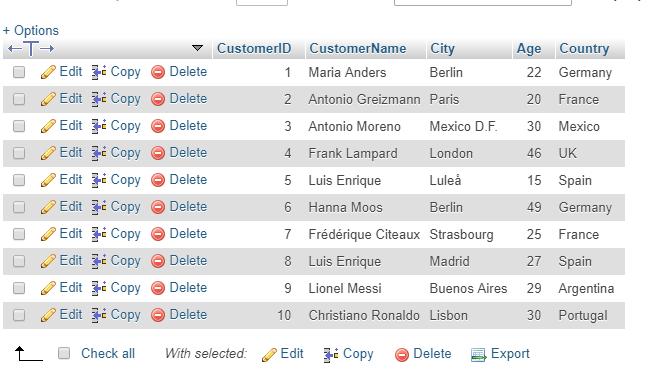 + Options
CustomerID CustomerName City Age Country
Edit Copy Delete 1 Maria Anders Berlin 22 Germany
Edit Copy Delete 2 Antonio Greizmann Paris 20 France
Edit Copy Delete 3 Antonio Moreno Mexico D.F. 30 Mexico
Edit Copy Delete 4 Frank Lampard London 46 UK
Edit Copy Delete 5 Luis Enrique Luleå 15 Spain
Edit Copy Delete 6 Hanna Moos Berlin 49 Germany
Edit Copy Delete 7 Frédérique Citeaux Strasbourg 25 France
Edit Copy Delete 8 Luis Enrique Madrid 27 Spain
Edit Copy Delete 9 Lionel Messi Buenos Aires 29 Argentina
Edit Copy Delete 10 Christiano Ronaldo Lisbon 30 Portugal
Check all With selected: Edit Copy Delete Export